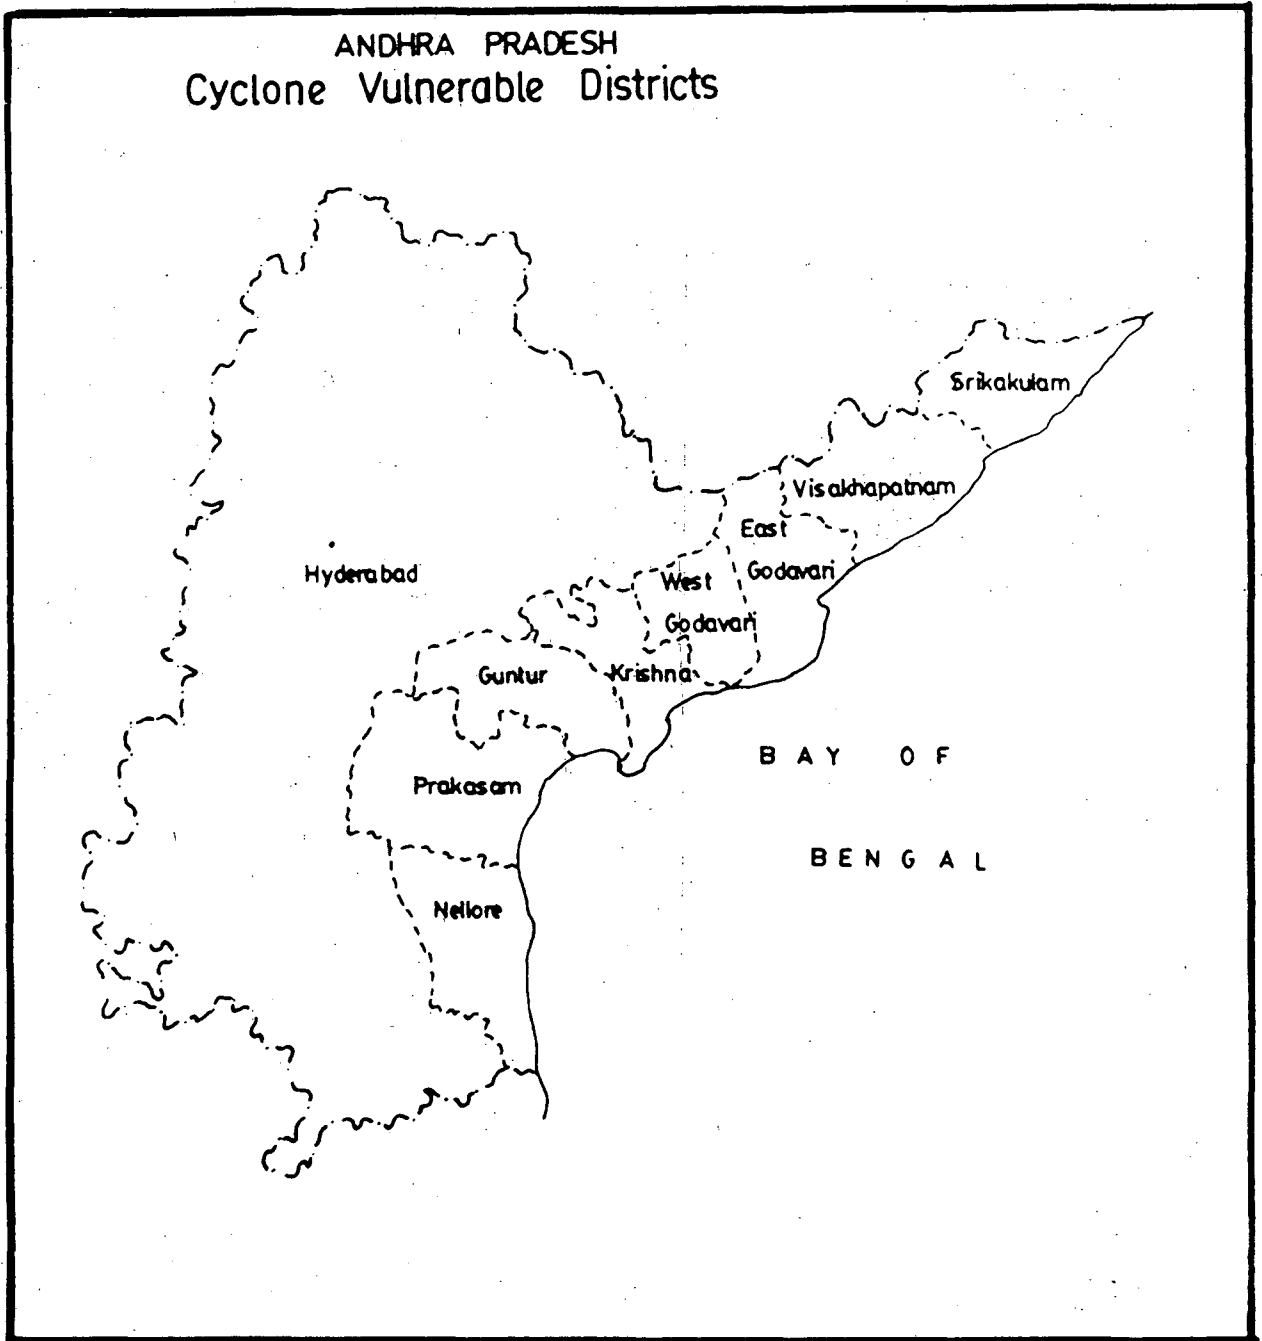 ANDHRA PRADESH
Cyclone Vulnerable Districts
Srikakulam
Visakhapatnam
East
Godavari
Hyderabad
West
Godavari
Guntur
Krishna
BAY OF
Prakasam
BENGAL
Nellore